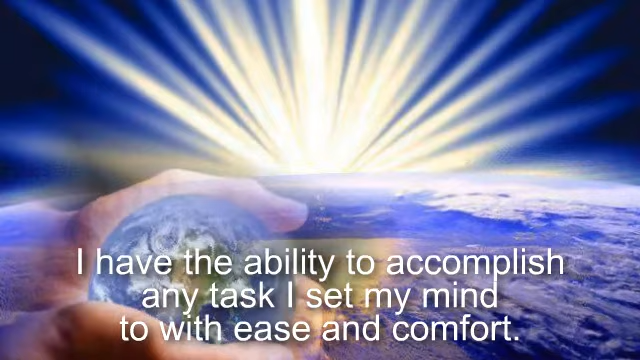 I have the ability to accomplish
any task I set my mind
to with ease and comfort.